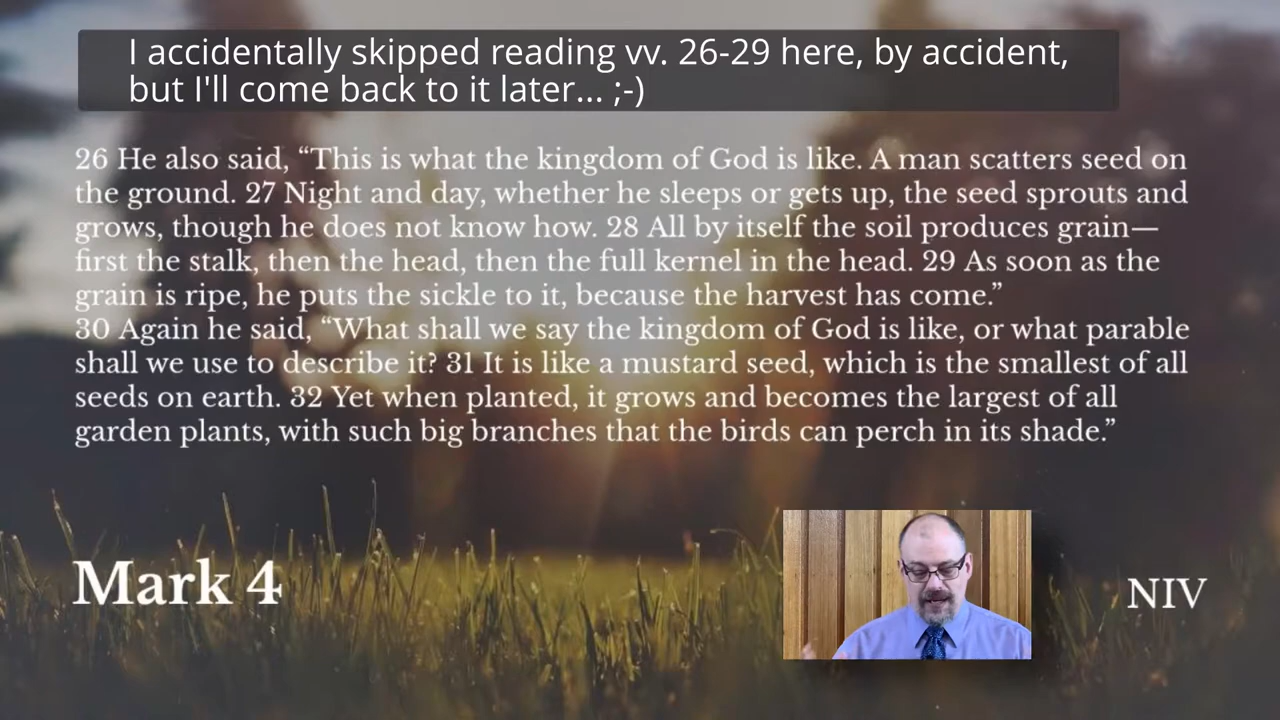 I accidentally skipped reading vv. 26-29 here, by accident,
but I'll come back to it later... ;-)
26 He also said, “This is what the kingdom of God is like. A man scatters seed on
the ground. 27 Night and day, whether he sleeps or gets up, the seed sprouts and
grows, though he does not know how. 28 All by itself the soil produces grain—
first the stalk, then the head, then the full kernel in the head. 29 As soon as the
grain is ripe, he puts the sickle to it, because the harvest has come.”
30 Again he said, “What shall we say the kingdom of God is like, or what parable
shall we use to describe it? 31 It is like a mustard seed, which is the smallest of all
seeds on earth. 32 Yet when planted, it grows and becomes the largest of all
garden plants, with such big branches that the birds can perch in its shade.”
Mark 4
NIV